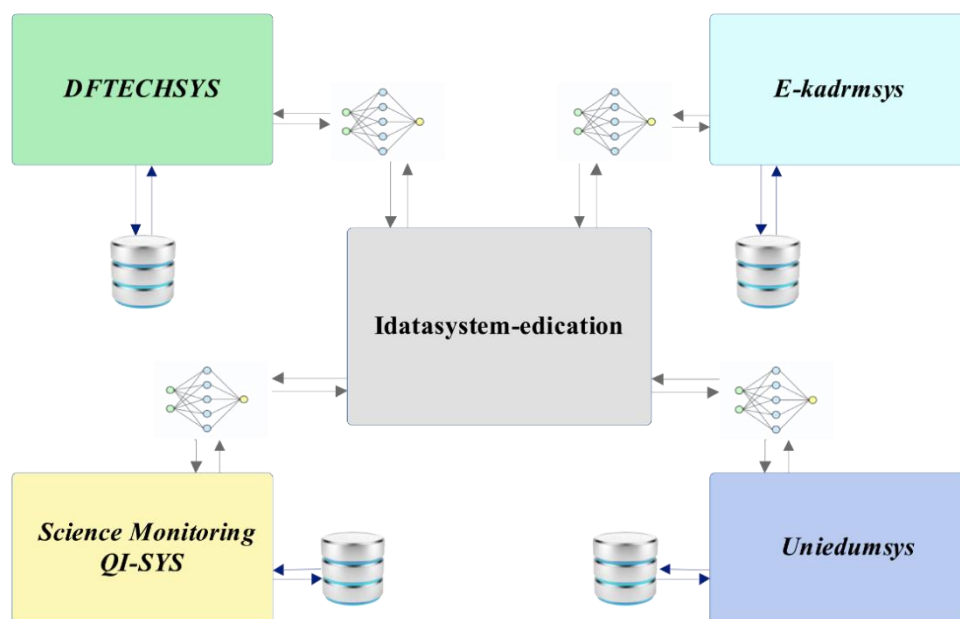 DFTECHSYS
E-kadrmsys
Idatasystem-edication
Science Monitoring
QI-SYS
Uniedumsys